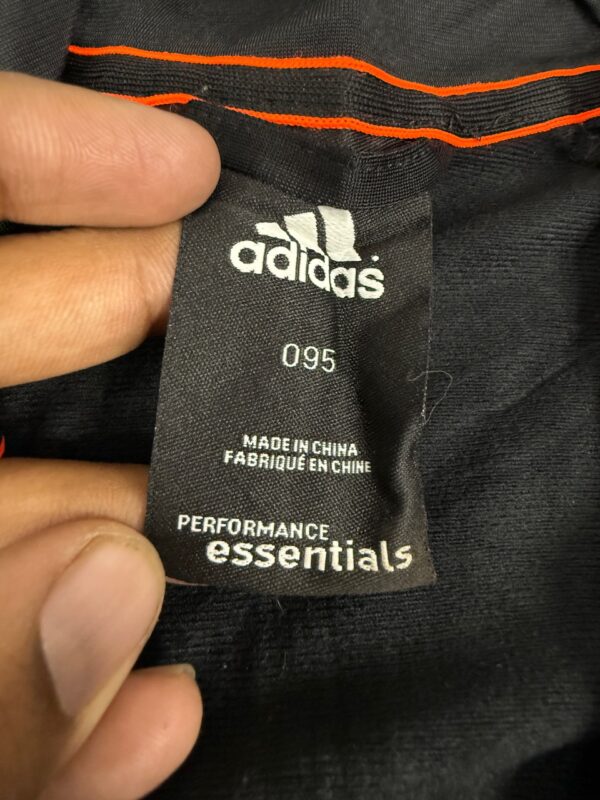 adidas
095
MADE IN CHINA
FABRIQUÉ EN CHINE
PERFORMANCE
essentials